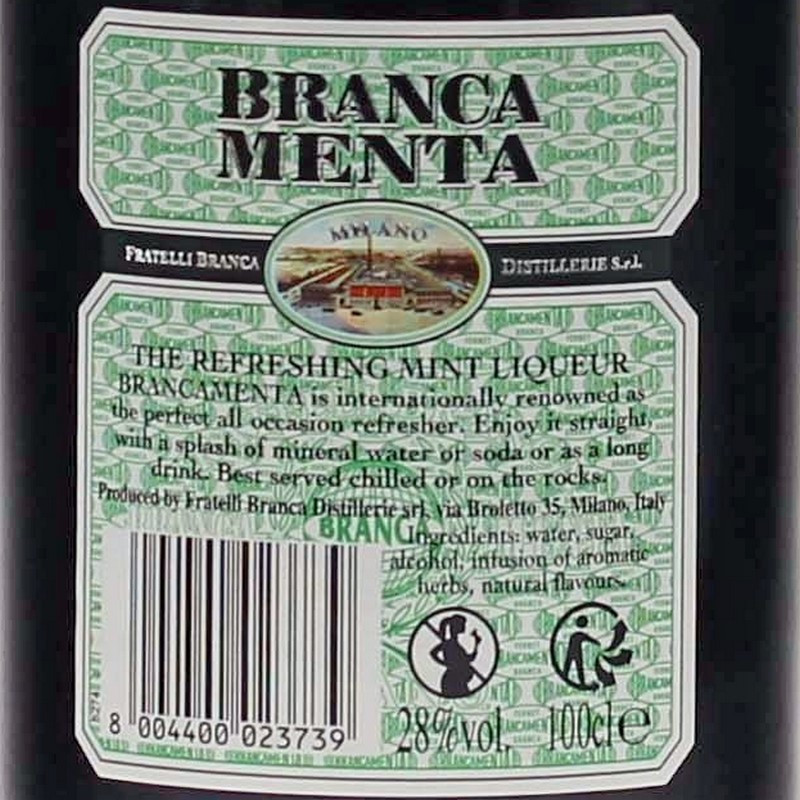 BRANCA
MENTA
MILANO
FRATELLI BRANCA DISTILLERIE S.r.l.
THE REFRESHING MINT LIQUEUR
BRANCAMENTA is internationally renowned as
the perfect all occasion refresher. Enjoy it straight,
with a splash of mineral water or soda or as a long
drink. Best served chilled or on the rocks.
Produced by Fratelli Branca Distillerie srl, via Broletto 35, Milano, Italy
BRANCA
Ingredients: water, sugar,
alcohol, infusion of aromatic
herbs, natural flavours.
8 004400 023739
28%vol. 100cl e